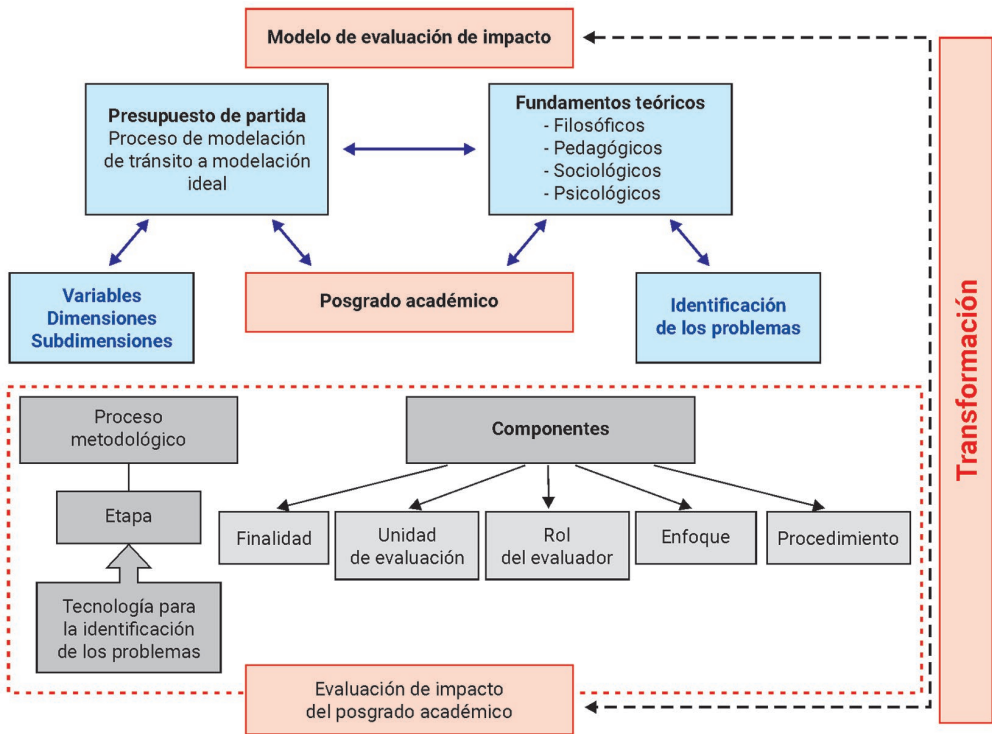 Modelo de evaluación de impacto
Presupuesto de partida
Proceso de modelación
de tránsito a modelación
ideal
Fundamentos teóricos
- Filosóficos
- Pedagógicos
- Sociológicos
- Psicológicos
Variables
Dimensiones
Subdimensiones
Posgrado académico
Identificación
de los problemas
Transformación
Proceso
metodológico
Componentes
Etapa
Finalidad
Unidad
de evaluación
Rol
del evaluador
Enfoque
Procedimiento
Tecnología para
la identificación
de los problemas
Evaluación de impacto
del posgrado académico